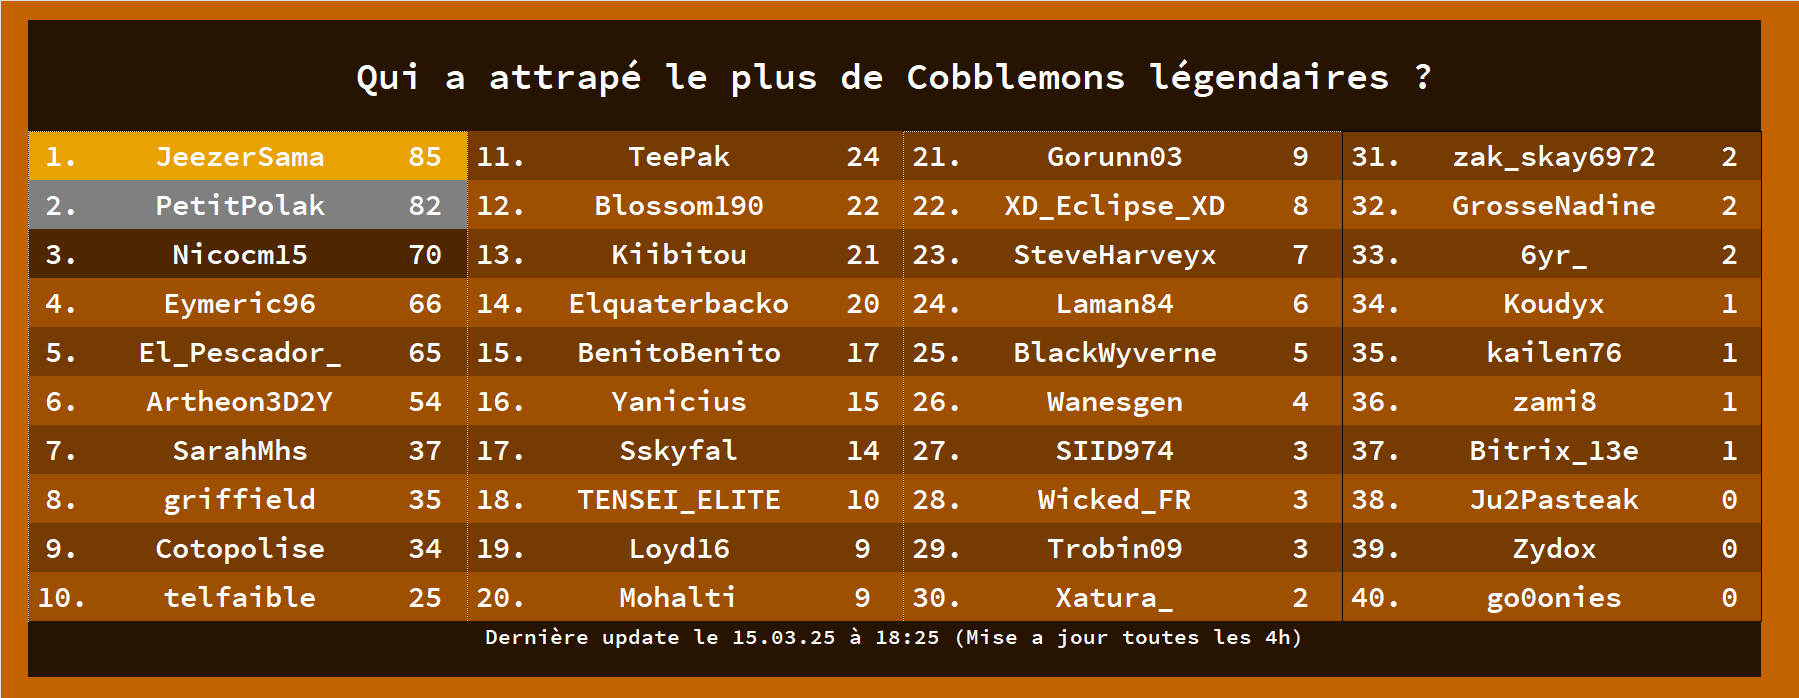 Qui a attrapé le plus de Cobblemons légendaires ?
1. JeezerSama 85
2. PetitPolak 82
3. Nicocm15 70
4. Eymeric96 66
5. El_Pescador_ 65
6. Artheon3D2Y 54
7. SarahMhs 37
8. griffield 35
9. Cotopolise 34
10. telfaible 25
11. TeePak 24
12. Blossom190 22
13. Kiibitou 21
14. Elquaterbacko 20
15. BenitoBenito 17
16. Yanicius 15
17. Sskyfal 14
18. TENSEI_ELITE 10
19. Loyd16 9
20. Mohalti 9
21. Gorunn03 9
22. XD_Eclipse_XD 8
23. SteveHarveyx 7
24. Laman84 6
25. BlackWyverne 5
26. Wanesgen 4
27. SIID974 3
28. Wicked_FR 3
29. Trobin09 3
30. Xatura_ 2
31. zak_skay6972 2
32. GrosseNadine 2
33. 6yr_ 2
34. Koudyx 1
35. kailen76 1
36. zami8 1
37. Bitrix_13e 1
38. Ju2Pasteak 0
39. Zydox 0
40. go0onies 0
Dernière update le 15.03.25 à 18:25 (Mise a jour toutes les 4h)